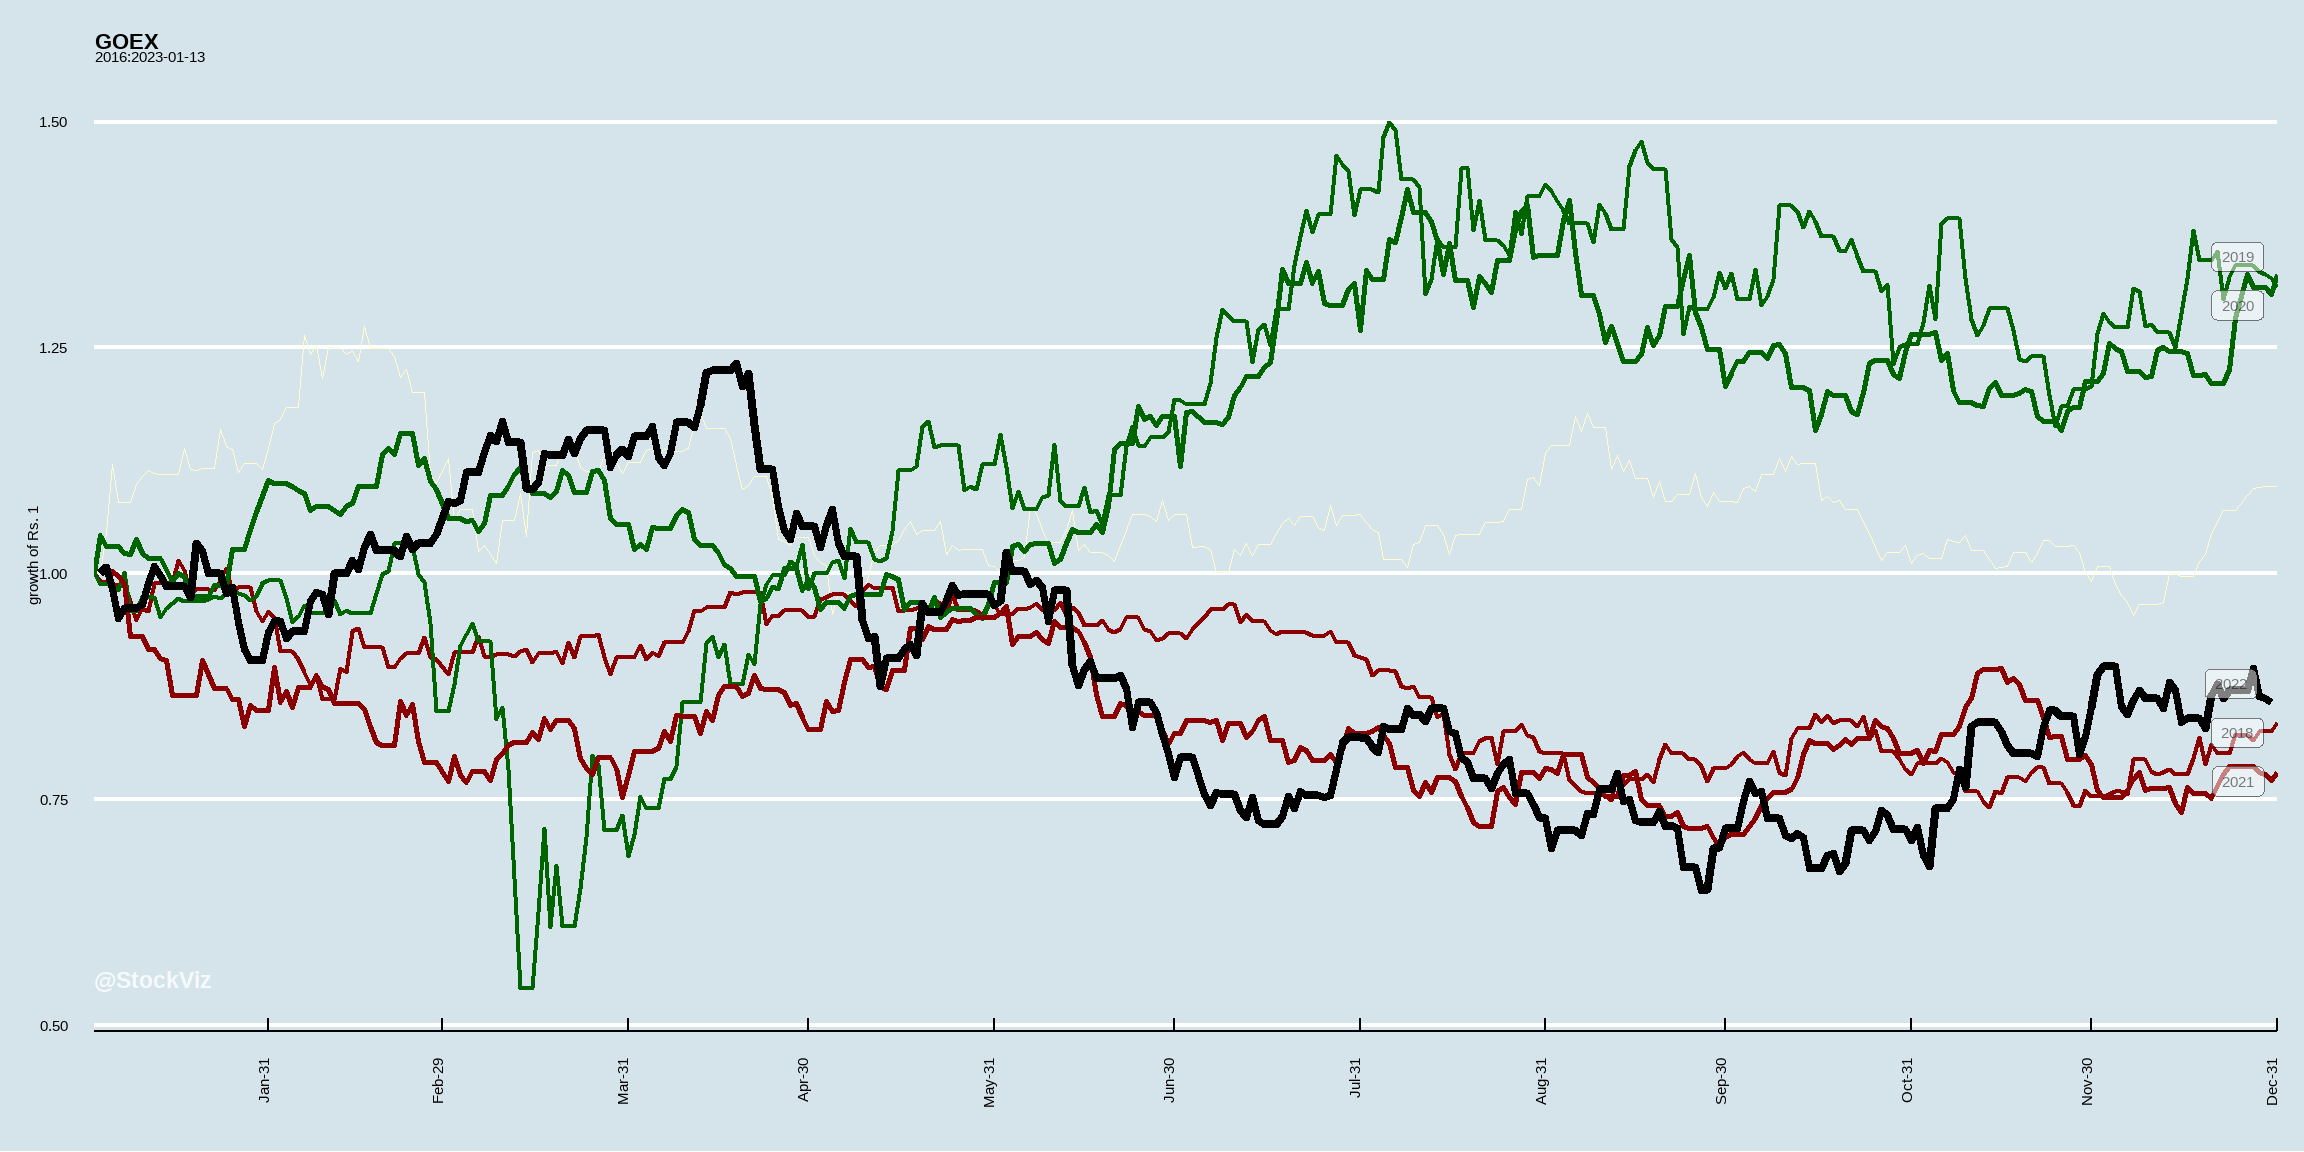 GOEX
2016:2023-01-13
growth of Rs. 1
1.50
1.25
1.00
0.75
0.50
2019
2020
2022
2018
2021
@StockViz
Jan-31
Feb-29
Mar-31
Apr-30
May-31
Jun-30
Jul-31
Aug-31
Sep-30
Oct-31
Nov-30
Dec-31